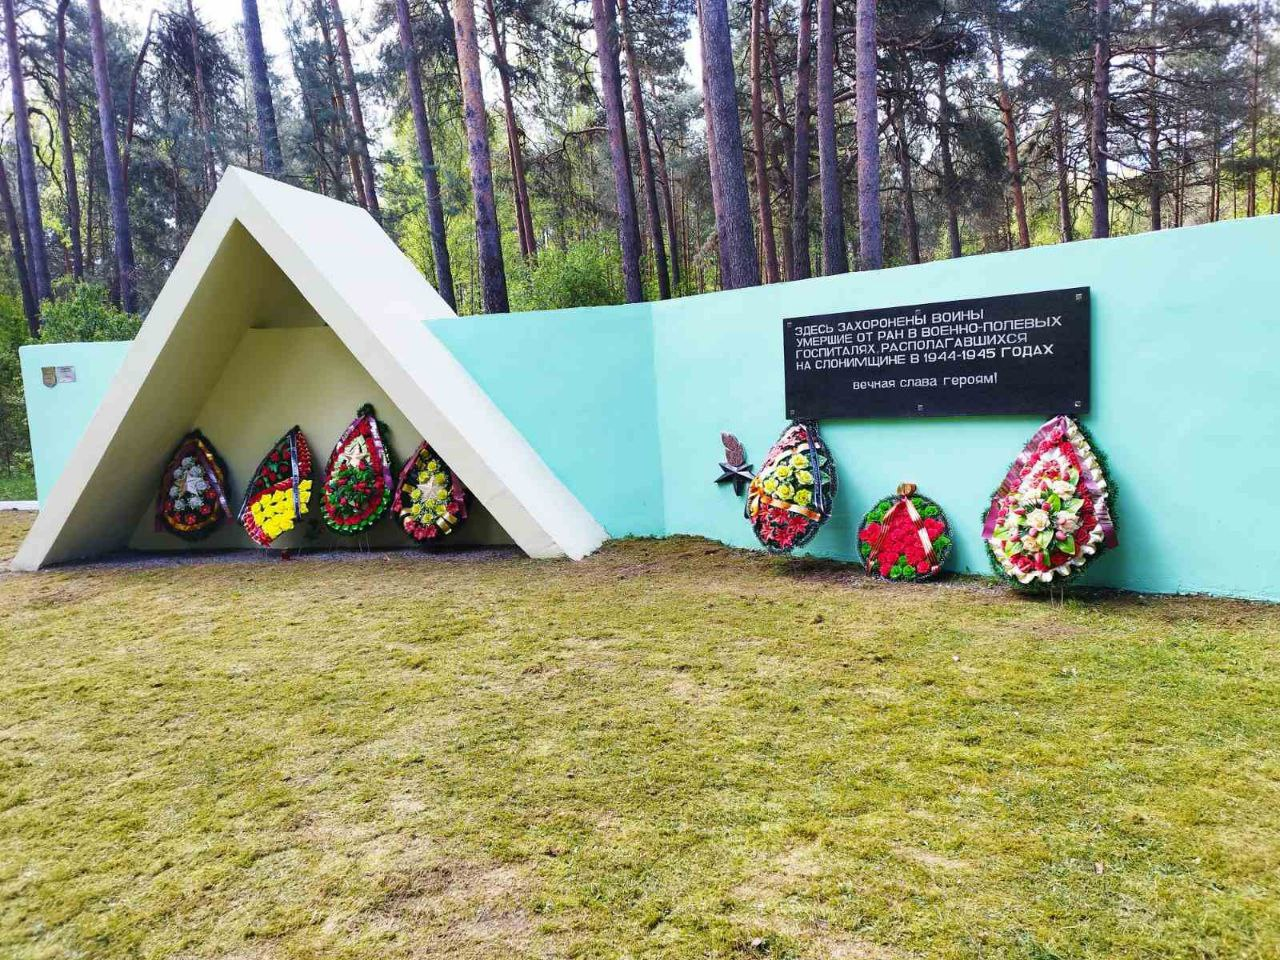 ЗДЕСЬ ЗАХОРОНЕНЫ ВОИНЫ
УМЕРШИЕ ОТ РАН В ВОЕННО-ПОЛЕВЫХ
ГОСПИТАЛЯХ, РАСПОЛАГАВШИХСЯ
НА СЛОНИМЩИНЕ В 1944-1945 ГОДАХ
вечная слава героям!